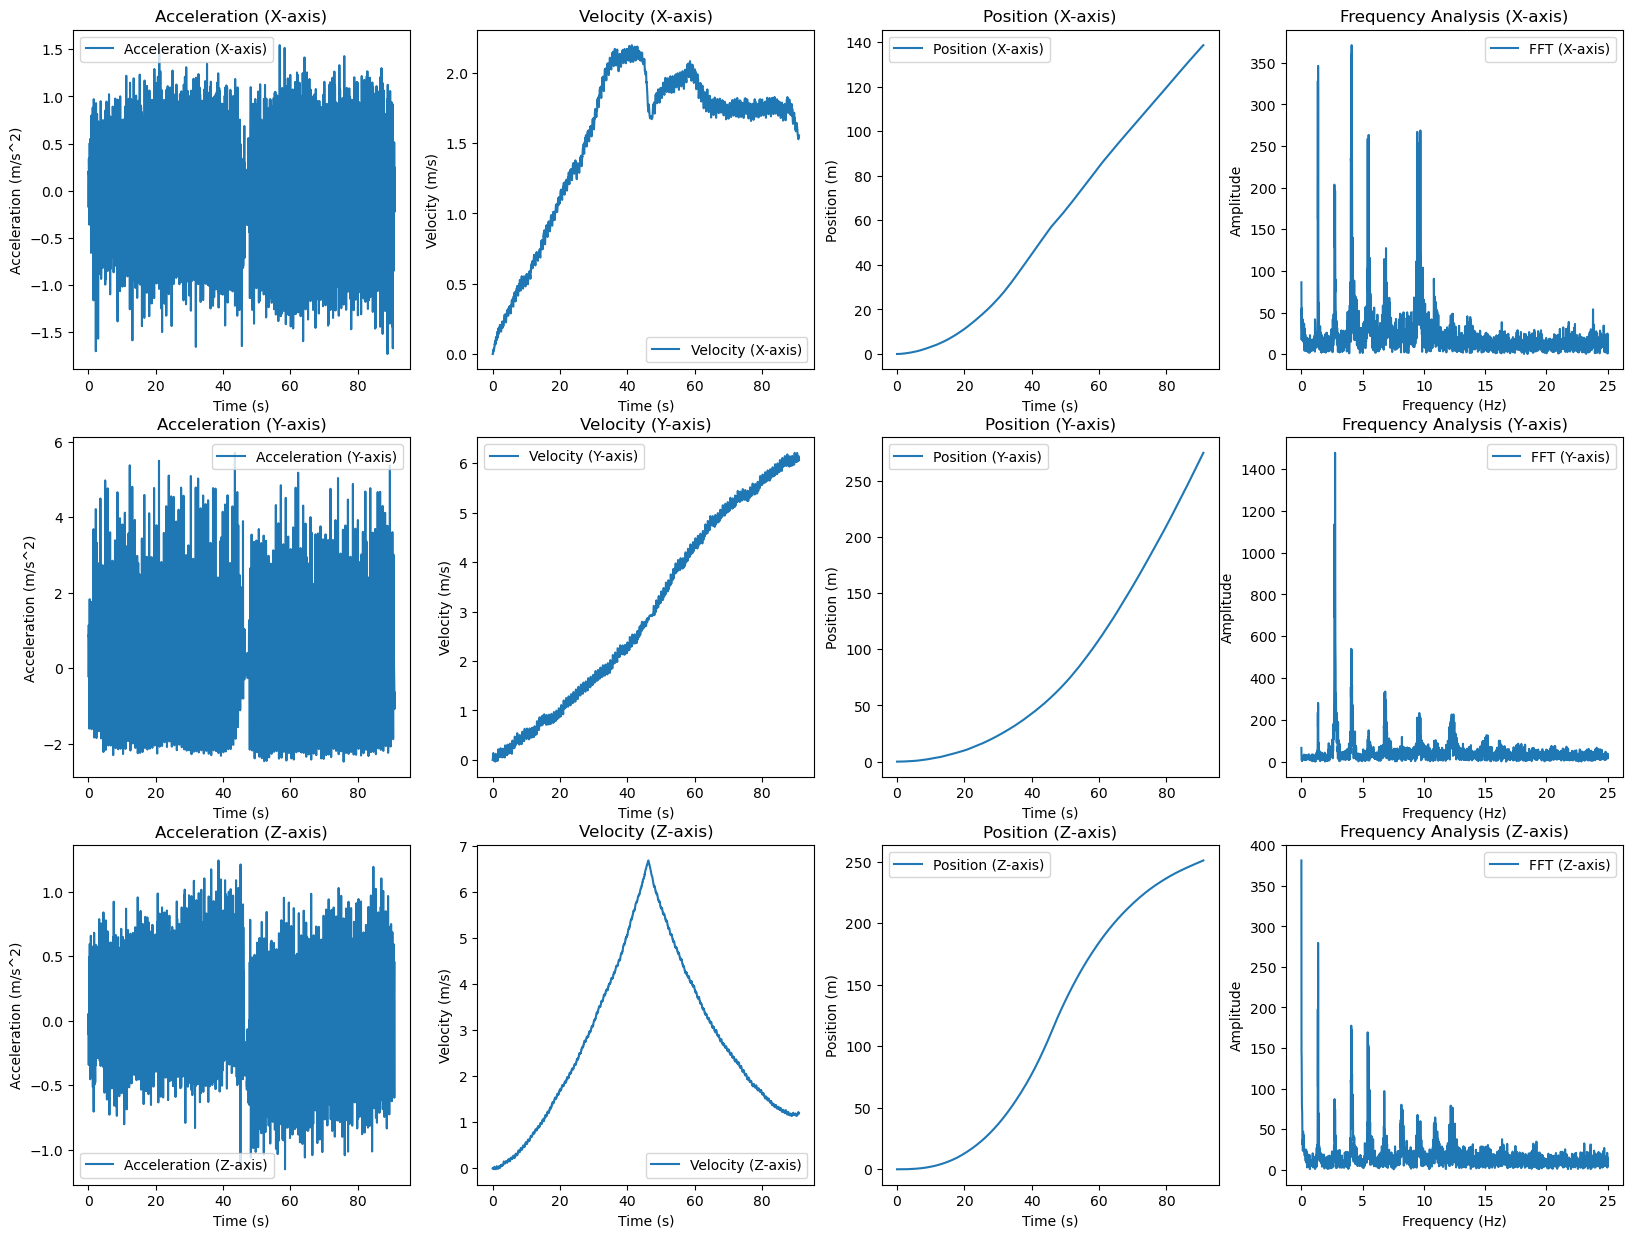 Acceleration (X-axis)
Acceleration (X-axis)
Acceleration (m/s^2)
1.5
1.0
0.5
0.0
−0.5
−1.0
−1.5
0 20 40 60 80
Time (s)
Velocity (X-axis)
Velocity (X-axis)
Velocity (m/s)
2.0
1.5
1.0
0.5
0.0
0 20 40 60 80
Time (s)
Position (X-axis)
Position (X-axis)
Position (m)
140
120
100
80
60
40
20
0
0 20 40 60 80
Time (s)
Frequency Analysis (X-axis)
FFT (X-axis)
Amplitude
350
300
250
200
150
100
50
0
0 5 10 15 20 25
Frequency (Hz)
Acceleration (Y-axis)
Acceleration (Y-axis)
Acceleration (m/s^2)
6
4
2
0
−2
0 20 40 60 80
Time (s)
Velocity (Y-axis)
Velocity (Y-axis)
Velocity (m/s)
6
5
4
3
2
1
0
0 20 40 60 80
Time (s)
Position (Y-axis)
Position (Y-axis)
Position (m)
250
200
150
100
50
0
0 20 40 60 80
Time (s)
Frequency Analysis (Y-axis)
FFT (Y-axis)
Amplitude
1400
1200
1000
800
600
400
200
0
0 5 10 15 20 25
Frequency (Hz)
Acceleration (Z-axis)
Acceleration (Z-axis)
Acceleration (m/s^2)
1.0
0.5
0.0
−0.5
−1.0
0 20 40 60 80
Time (s)
Velocity (Z-axis)
Velocity (Z-axis)
Velocity (m/s)
7
6
5
4
3
2
1
0
0 20 40 60 80
Time (s)
Position (Z-axis)
Position (Z-axis)
Position (m)
250
200
150
100
50
0
0 20 40 60 80
Time (s)
Frequency Analysis (Z-axis)
FFT (Z-axis)
Amplitude
400
350
300
250
200
150
100
50
0
0 5 10 15 20 25
Frequency (Hz)